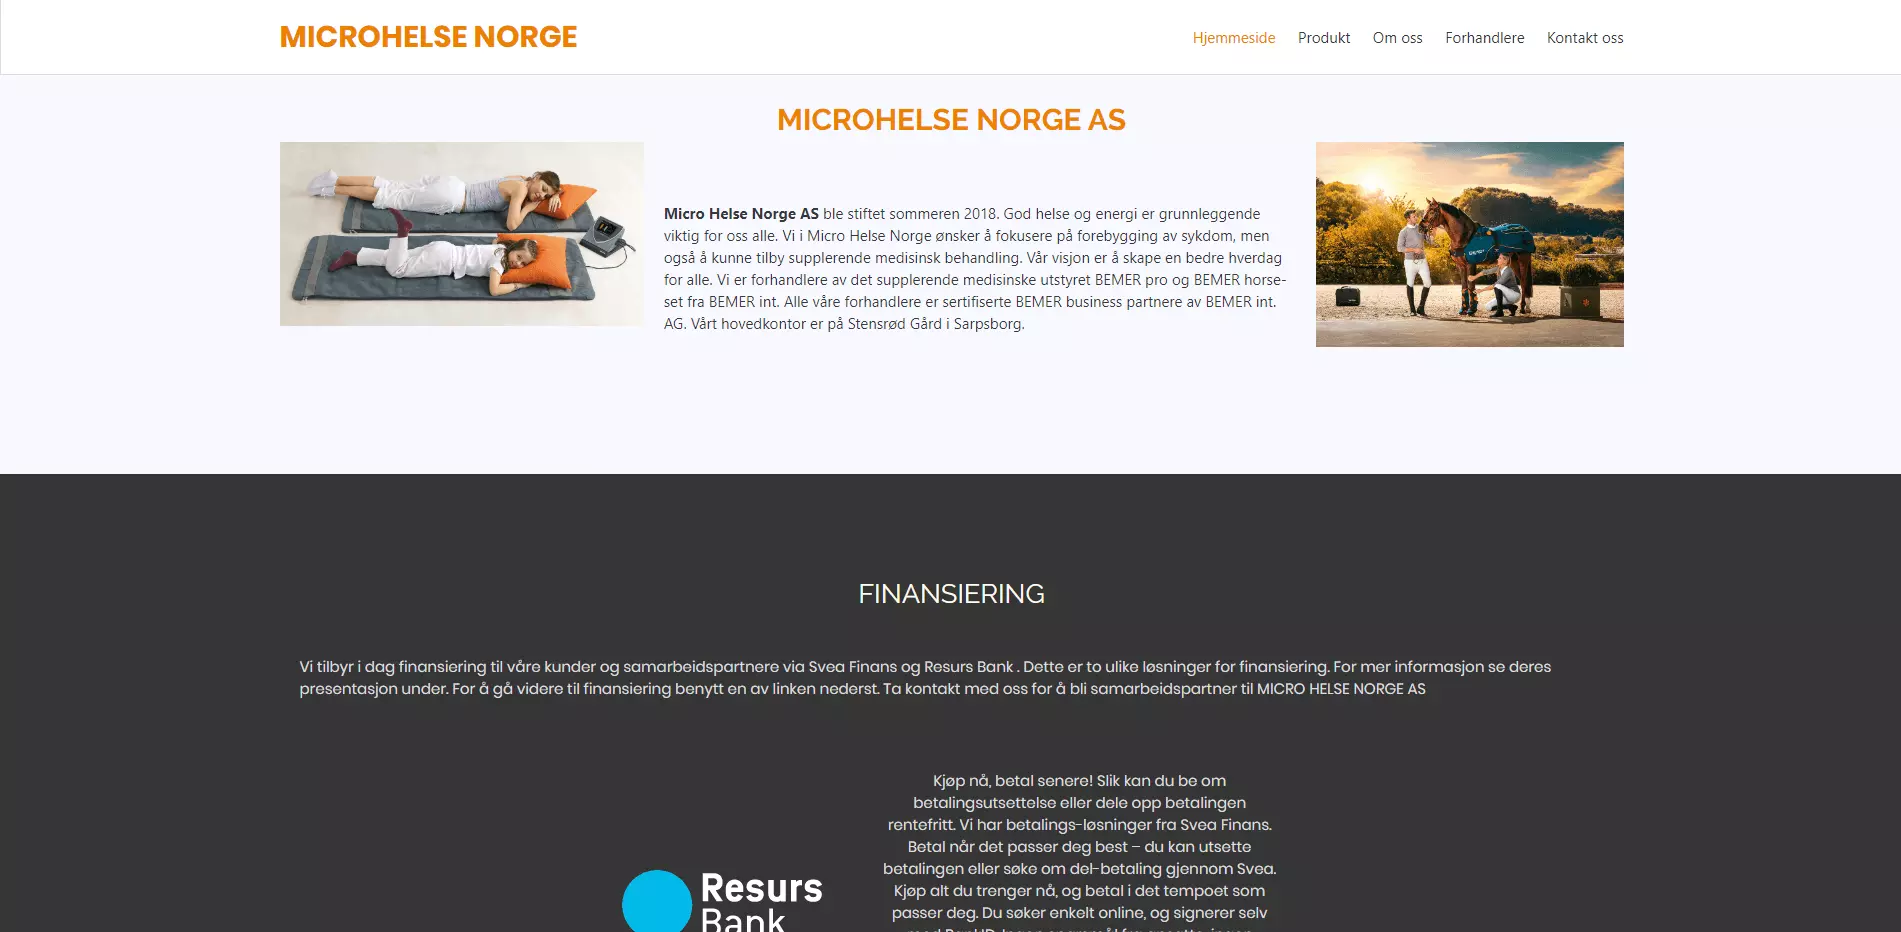 MICROHELSE NORGE
Hjemmeside Produkt Om oss Forhandlere Kontakt oss
MICROHELSE NORGE AS
Micro Helse Norge AS ble stiftet sommeren 2018. God helse og energi er grunnleggende
viktig for oss alle. Vi i Micro Helse Norge ønsker å fokusere på forebygging av sykdom, men
også å kunne tilby supplerende medisinsk behandling. Vår visjon er å skape en bedre hverdag
for alle. Vi er forhandlere av det supplerende medisinske utstyret BEMER pro og BEMER horse-
set fra BEMER int. Alle våre forhandlere er sertifiserte BEMER business partnere av BEMER int.
AG. Vårt hovedkontor er på Stensrød Gård i Sarpsborg.
FINANSIERING
Vi tilbyr i dag finansiering til våre kunder og samarbeidspartnere via Svea Finans og Resurs Bank . Dette er to ulike løsninger for finansiering. For mer informasjon se deres
presentasjon under. For å gå videre til finansiering benytt en av linken nederst. Ta kontakt med oss for å bli samarbeidspartner til MICRO HELSE NORGE AS
Resurs
Bank
Kjøp nå, betal senere! Slik kan du be om
betalingsutsettelse eller dele opp betalingen
rentefritt. Vi har betalings-løsninger fra Svea Finans.
Betal når det passer deg best – du kan utsette
betalingen eller søke om del-betaling gjennom Svea.
Kjøp alt du trenger nå, og betal i det tempoet som
passer deg. Du søker enkelt online, og signerer selv